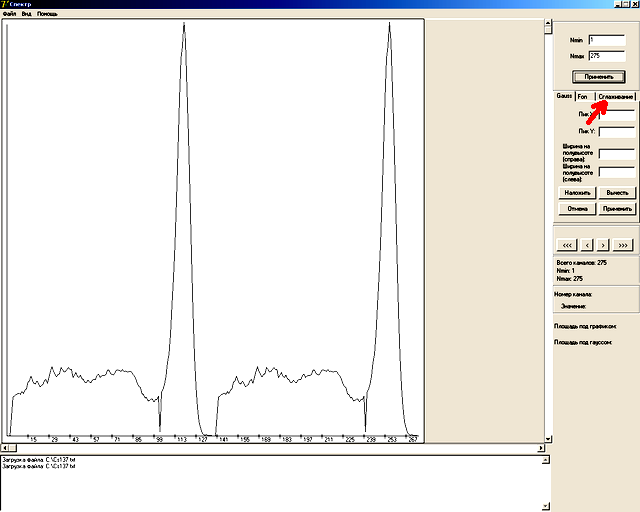 Спектр
Файл Вид Помощь
Nmin 1
Nmax 275
Применить
Gauss Fon Сглаживание
Пик
Пик Y:
Ширина на
полувысоте
(справа):
Ширина на
полувысоте
(слева):
Наложить Вычесть
Отмена Применить
<<< < > >>>
Всего каналов: 275
Nmin: 1
Nmax: 275
Номер канала:
Значение:
Площадь под графиком:
Площадь под гауссом:
15 29 43 57 71 85 99 113 127 141 155 169 183 197 211 225 239 253 267
Загрузка файла: C:\Cs137.txt
Загрузка файла: C:\Cs137.txt